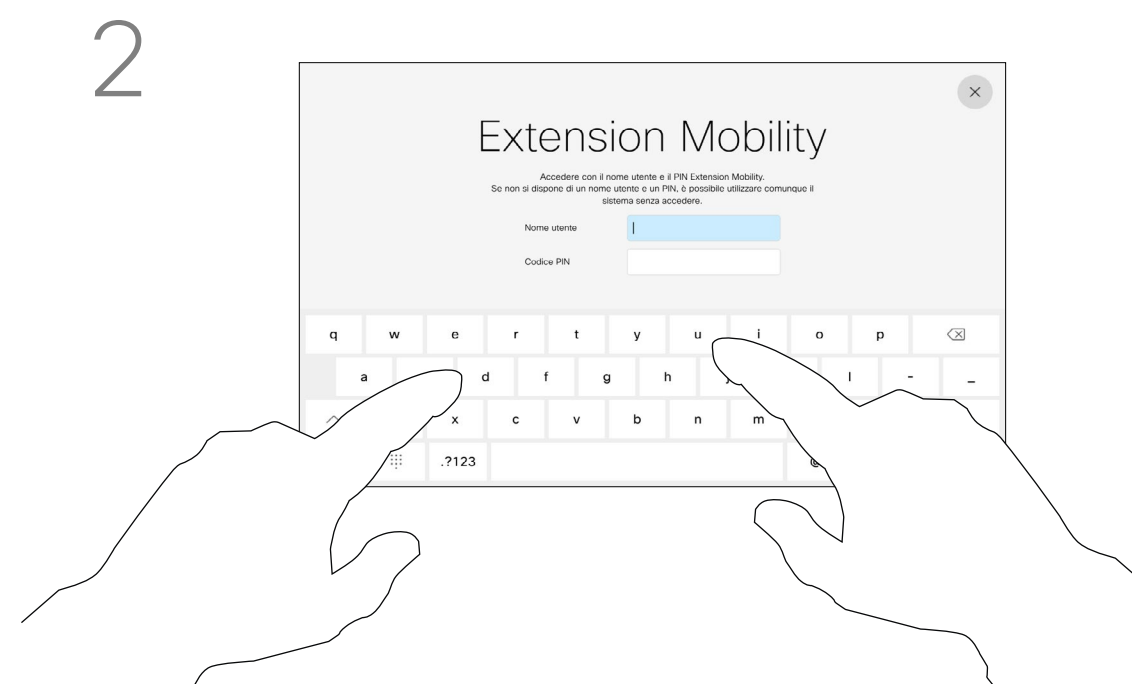 2
Extension Mobility
Accedere con il nome utente e il PIN Extension Mobility.
Se non si dispone di un nome utente e un PIN, è possibile utilizzare comunque il
sistema senza accedere.
Nome utente
Codice PIN
q w e r t y u i o p
a d f g h l - _
x c v b n m
.?123